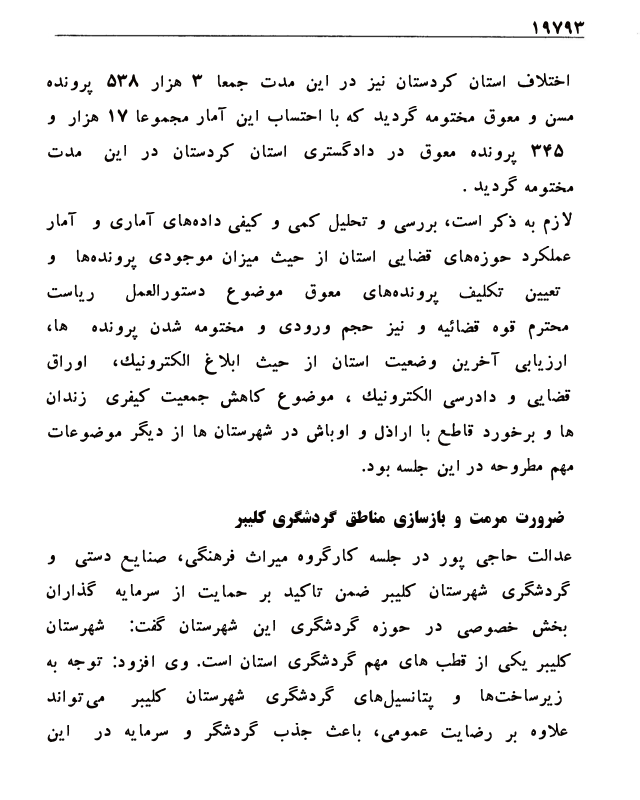 ۱۹۷۹۳
اختلاف استان کردستان نیز در این مدت جمعا ۳ هزار ۵۳۸ پرونده
مسن و معوق مختومه گردید که با احتساب این آمار مجموعا ۱۷ هزار و
۳۴۵ پرونده معوق در دادگستری استان کردستان در این مدت
مختومه گردید .
لازم به ذکر است، بررسی و تحلیل کمی و کیفی داده‌های آماری و آمار
عملکرد حوزه‌های قضایی استان از حیث میزان موجودی پرونده‌ها و
تعیین تکلیف پرونده‌های معوق موضوع دستورالعمل ریاست
محترم قوه قضائیه و نیز حجم ورودی و مختومه شدن پرونده ها،
ارزیابی آخرین وضعیت استان از حیث ابلاغ الکترونیك، اوراق
قضایی و دادرسی الکترونیك ، موضوع کاهش جمعیت کیفری زندان
ها و برخورد قاطع با اراذل و اوباش در شهرستان ها از دیگر موضوعات
مهم مطروحه در این جلسه بود.
ضرورت مرمت و بازسازی مناطق گردشگری کلیبر
عدالت حاجی پور در جلسه کارگروه میراث فرهنگی، صنایع دستی و
گردشگری شهرستان کلیبر ضمن تاکید بر حمایت از سرمایه گذاران
بخش خصوصی در حوزه گردشگری این شهرستان گفت: شهرستان
کلیبر یکی از قطب های مهم گردشگری استان است. وی افزود: توجه به
زیرساخت‌ها و پتانسیل‌های گردشگری شهرستان کلیبر می‌تواند
علاوه بر رضایت عمومی، باعث جذب گردشگر و سرمایه در این